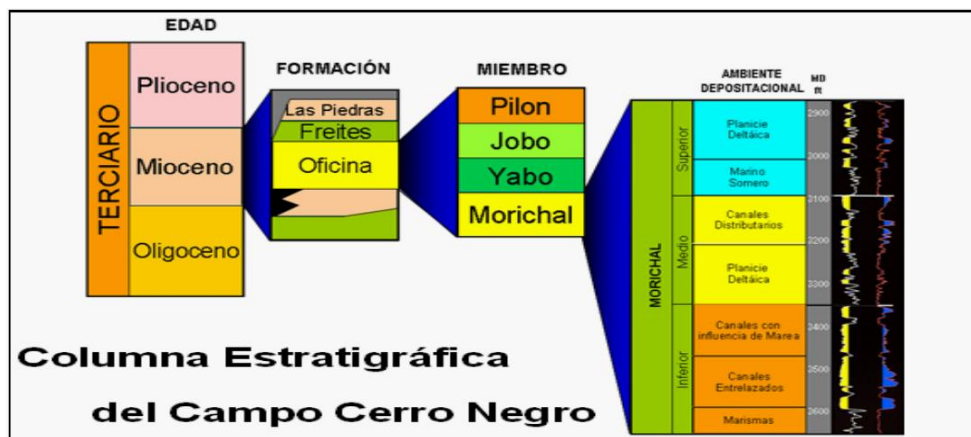 EDAD
TERCIARIO
Plioceno
Mioceno
Oligoceno
FORMACIÓN
Las Piedras
Freites
Oficina
MIEMBRO
Pilon
Jobo
Yabo
Morichal
AMBIENTE
DEPOSITACIONAL
MD
ft
MORICHAL
Superior
Medio
Inferior
Planicie
Deltáica
Marino
Somero
Canales
Distributarios
Planicie
Deltáica
Canales con
influencia de Marea
Canales
Entrelazados
Marismas
2900
2000
2100
2200
2300
2400
2500
2600
Columna Estratigráfica
del Campo Cerro Negro